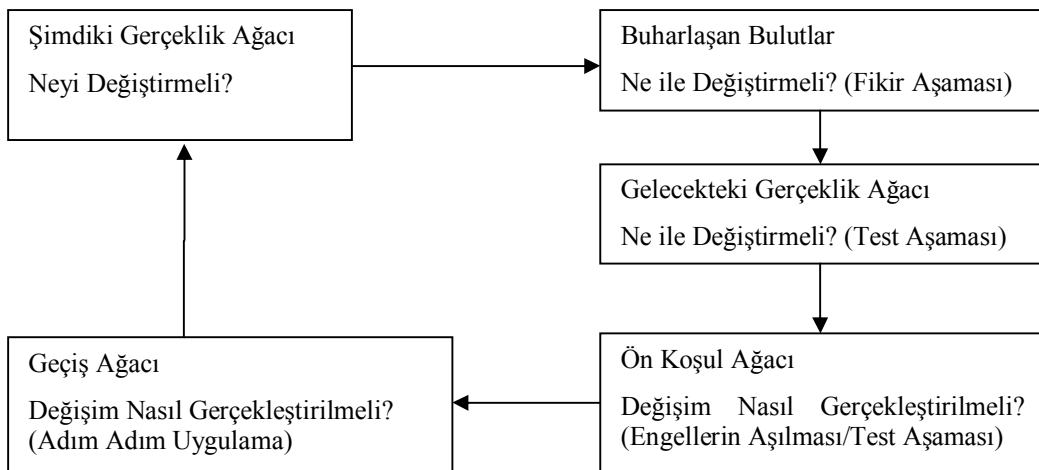 Şimdiki Gerçeklik Ağacı
Neyi Değiştirmeli?
Buharlaşan Bulutlar
Ne ile Değiştirmeli? (Fikir Aşaması)
Gelecekteki Gerçeklik Ağacı
Ne ile Değiştirmeli? (Test Aşaması)
Ön Koşul Ağacı
Değişim Nasıl Gerçekleştirilmeli?
(Engellerin Aşılması/Test Aşaması)
Geçiş Ağacı
Değişim Nasıl Gerçekleştirilmeli?
(Adım Adım Uygulama)